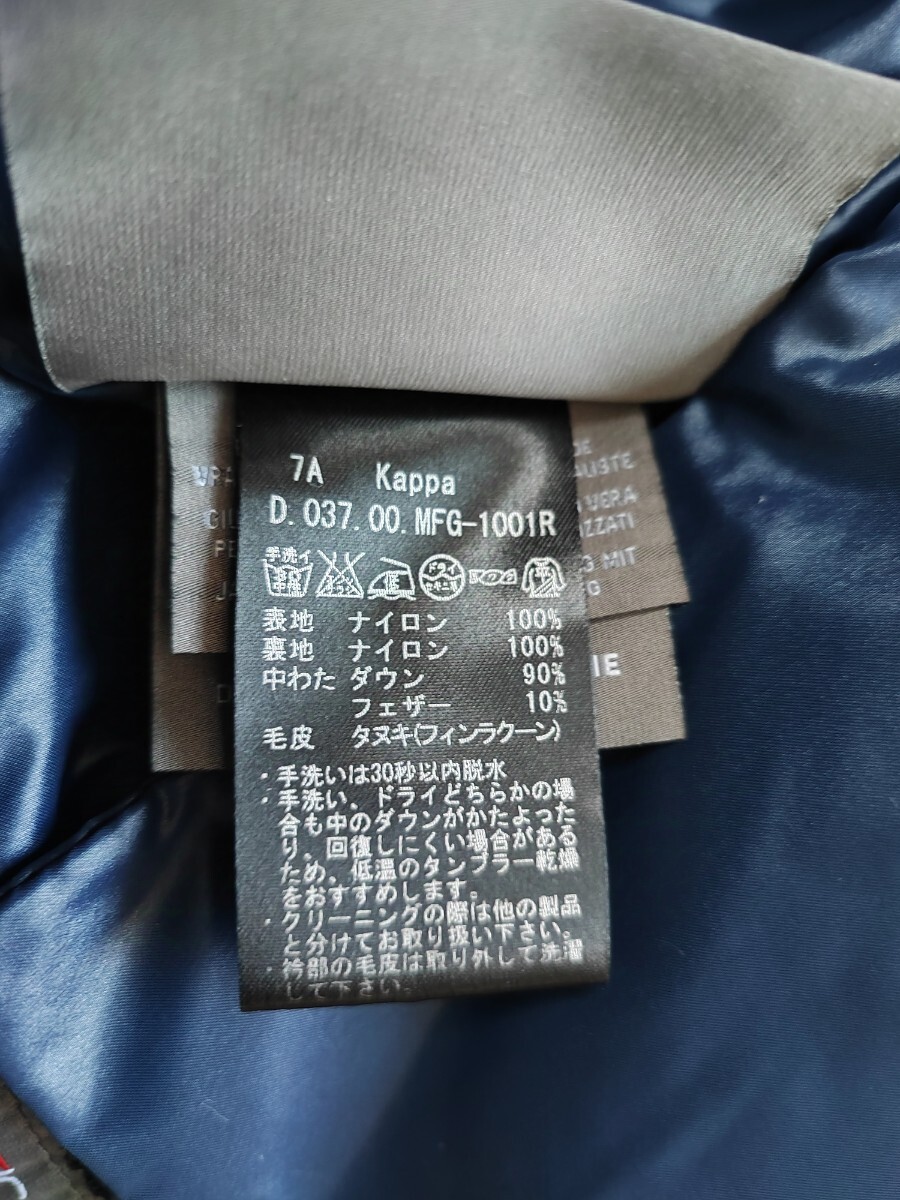 7A Kappa
D.037.00.MFG-1001R
手洗イ
ドライ
セキユ系
表地 ナイロン 100%
裏地 ナイロン 100%
中わた ダウン 90%
フェザー 10%
毛皮 タヌキ(フィンラクーン)
・手洗いは30秒以内脱水
・手洗い、ドライどちらかの場
合も中のダウンがかたよった
り、回復しにくい場合がある
ため、低温のタンブラー乾燥
をおすすめします。
・クリーニングの際は他の製品
と分けてお取り扱い下さい。
・衿部の毛皮は取り外して洗濯
して下さい。
UISTE
VERA
ZZATI
MIT
IE